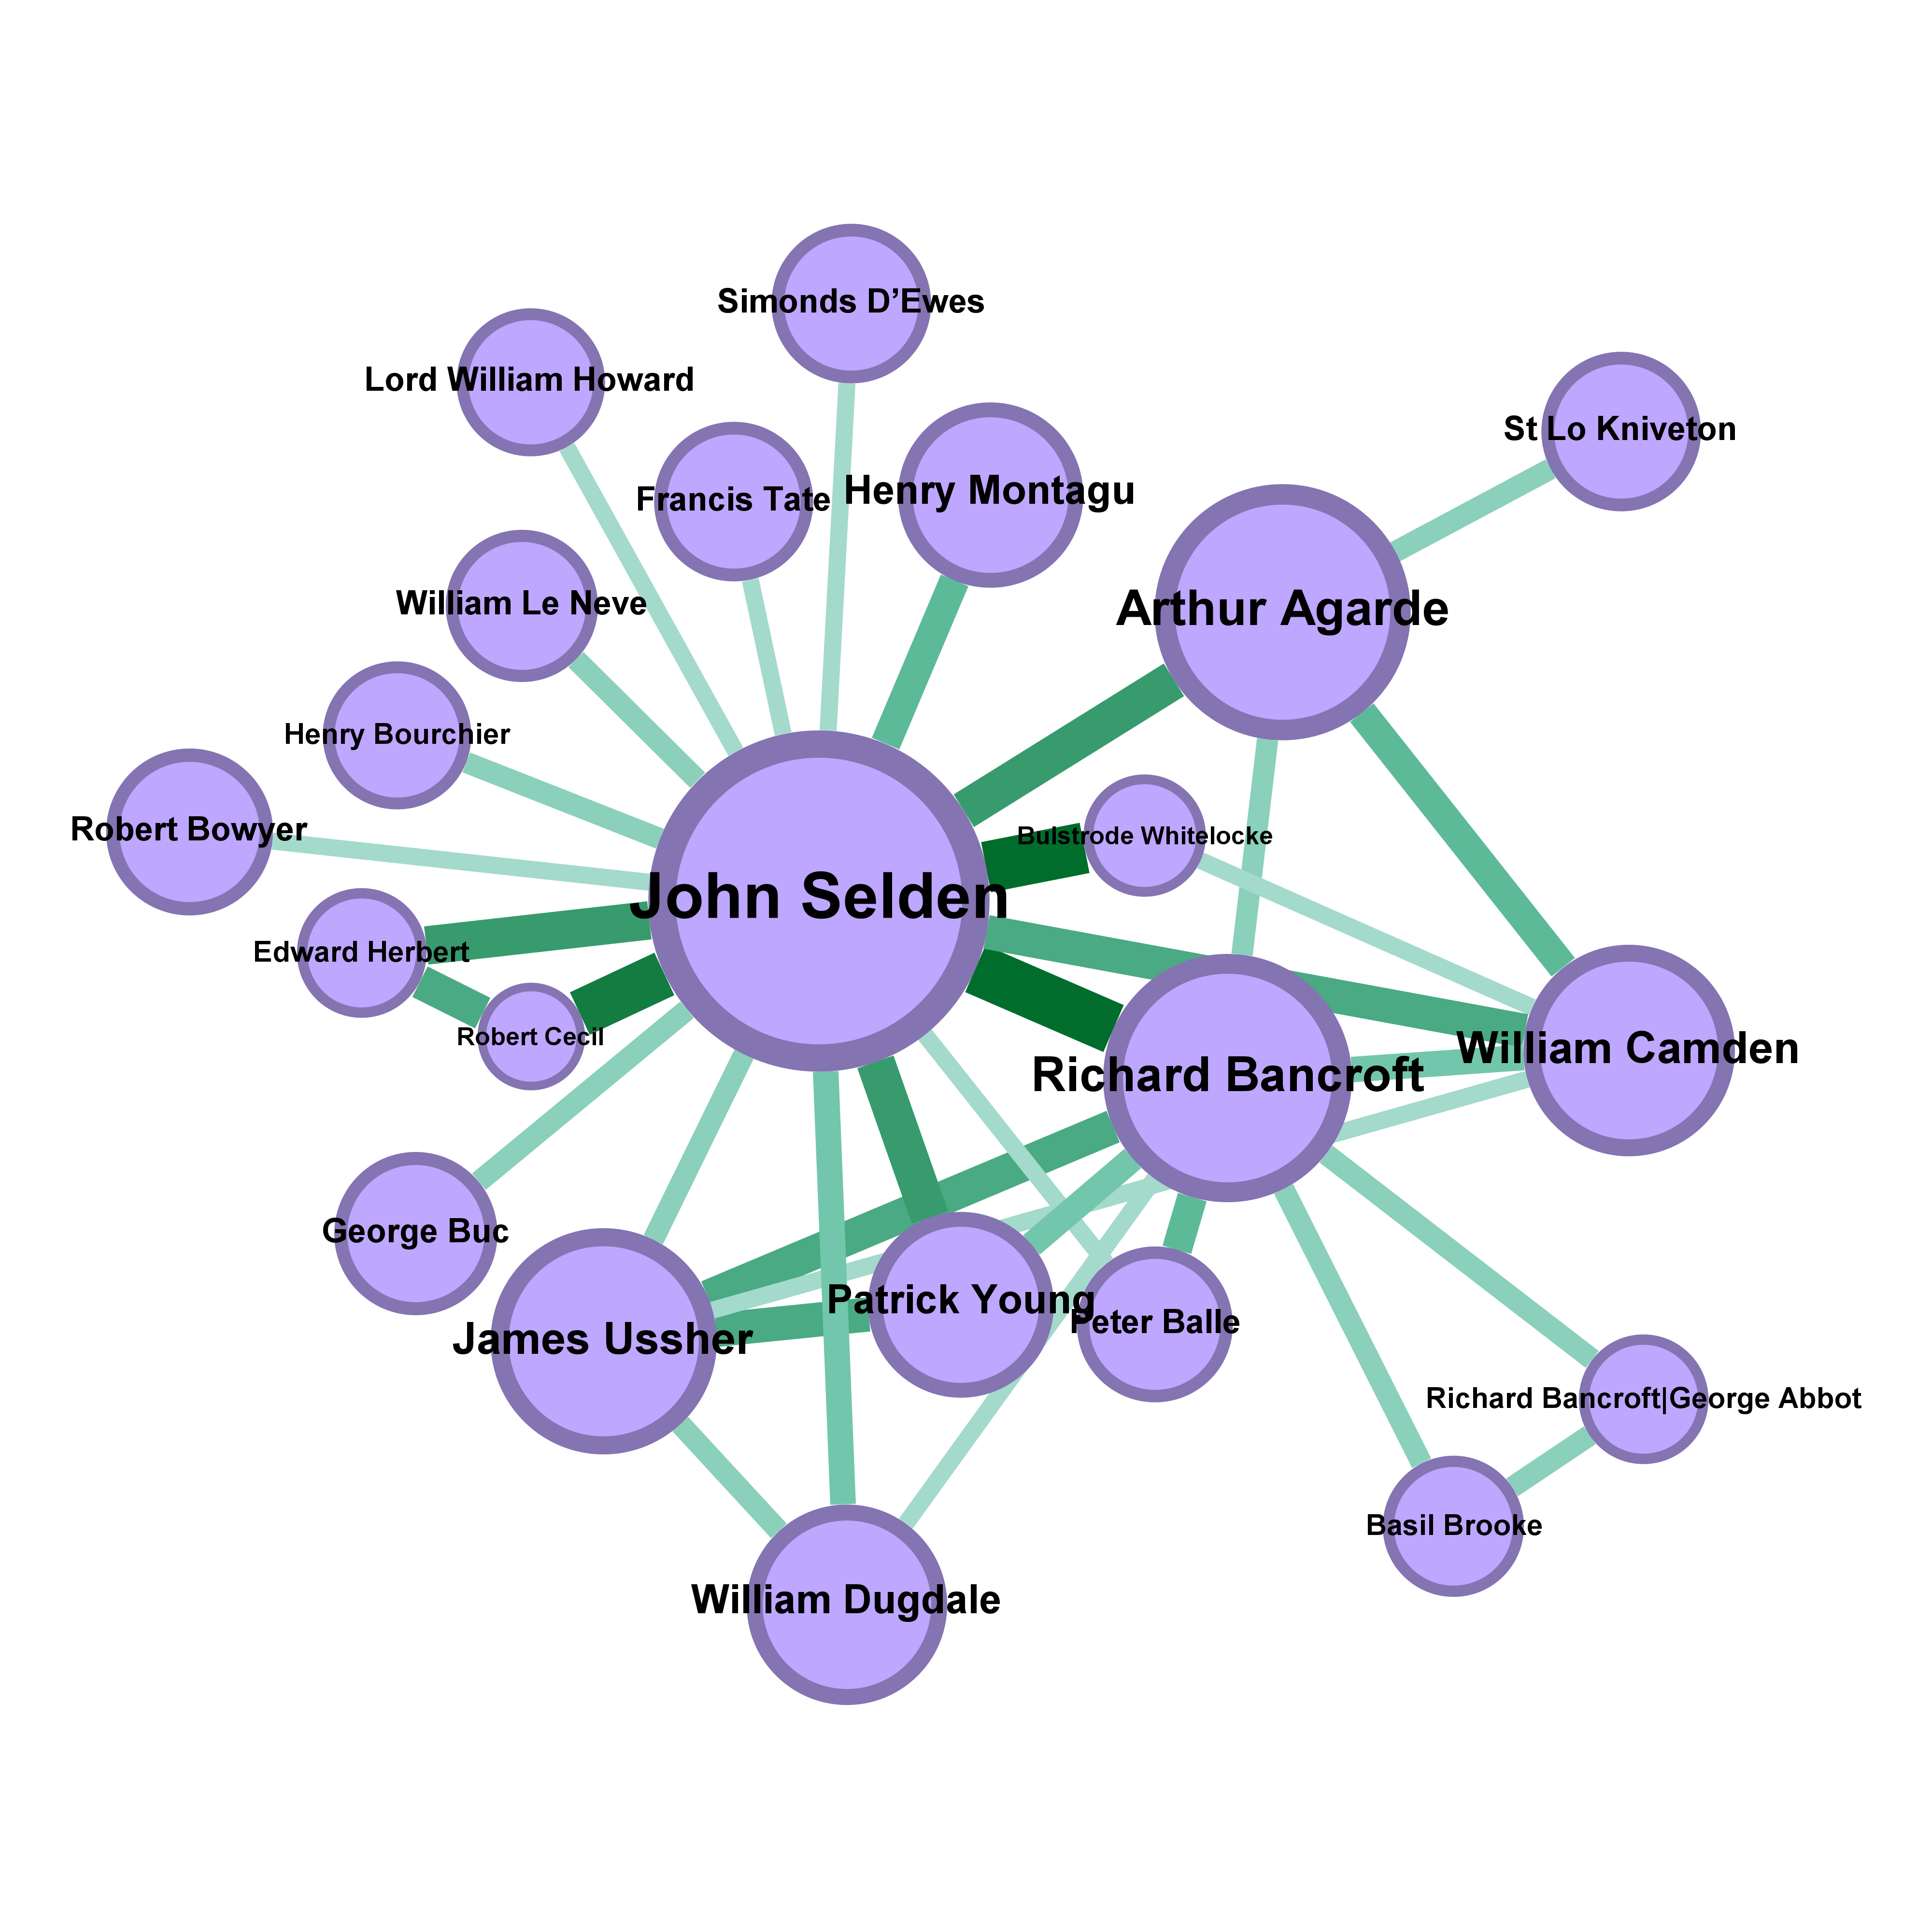 Simonds D’Ewes
Lord William Howard
St Lo Kniveton
Francis Tate
Henry Montagu
William Le Neve
Arthur Agarde
Henry Bourchier
Robert Bowyer
Bulstrode Whitelocke
John Selden
Edward Herbert
Robert Cecil
William Camden
Richard Bancroft
George Buc
Patrick Young
Peter Balle
James Ussher
Richard Bancroft|George Abbot
Basil Brooke
William Dugdale